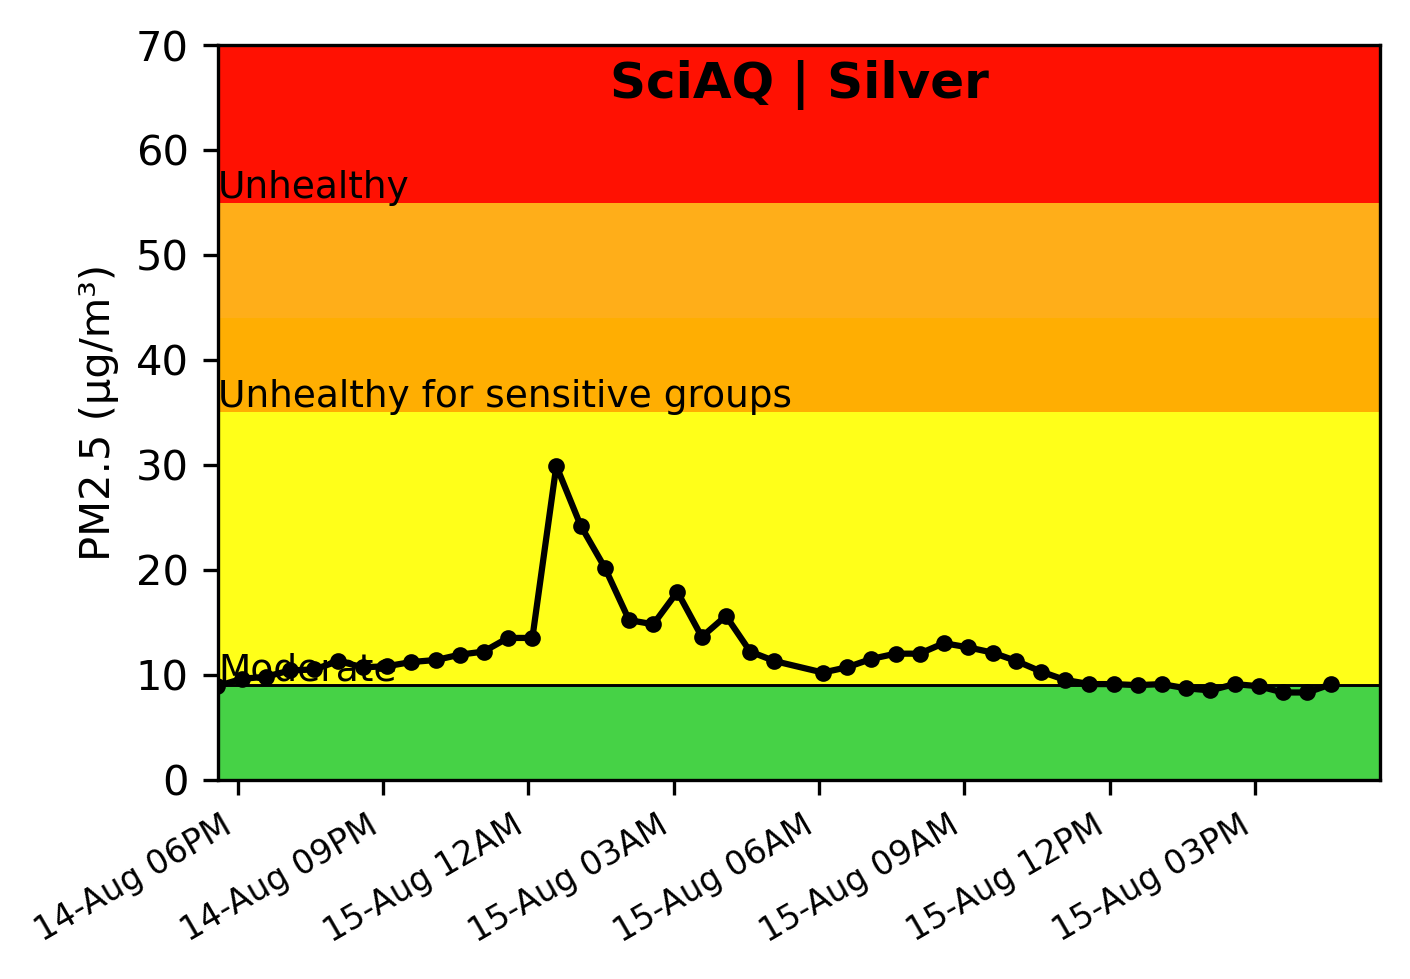 SciAQ | Silver
70
60
50
40
30
20
10
0
PM2.5 (µg/m³)
Unhealthy
Unhealthy for sensitive groups
Moderate
14-Aug 06PM
14-Aug 09PM
15-Aug 12AM
15-Aug 03AM
15-Aug 06AM
15-Aug 09AM
15-Aug 12PM
15-Aug 03PM